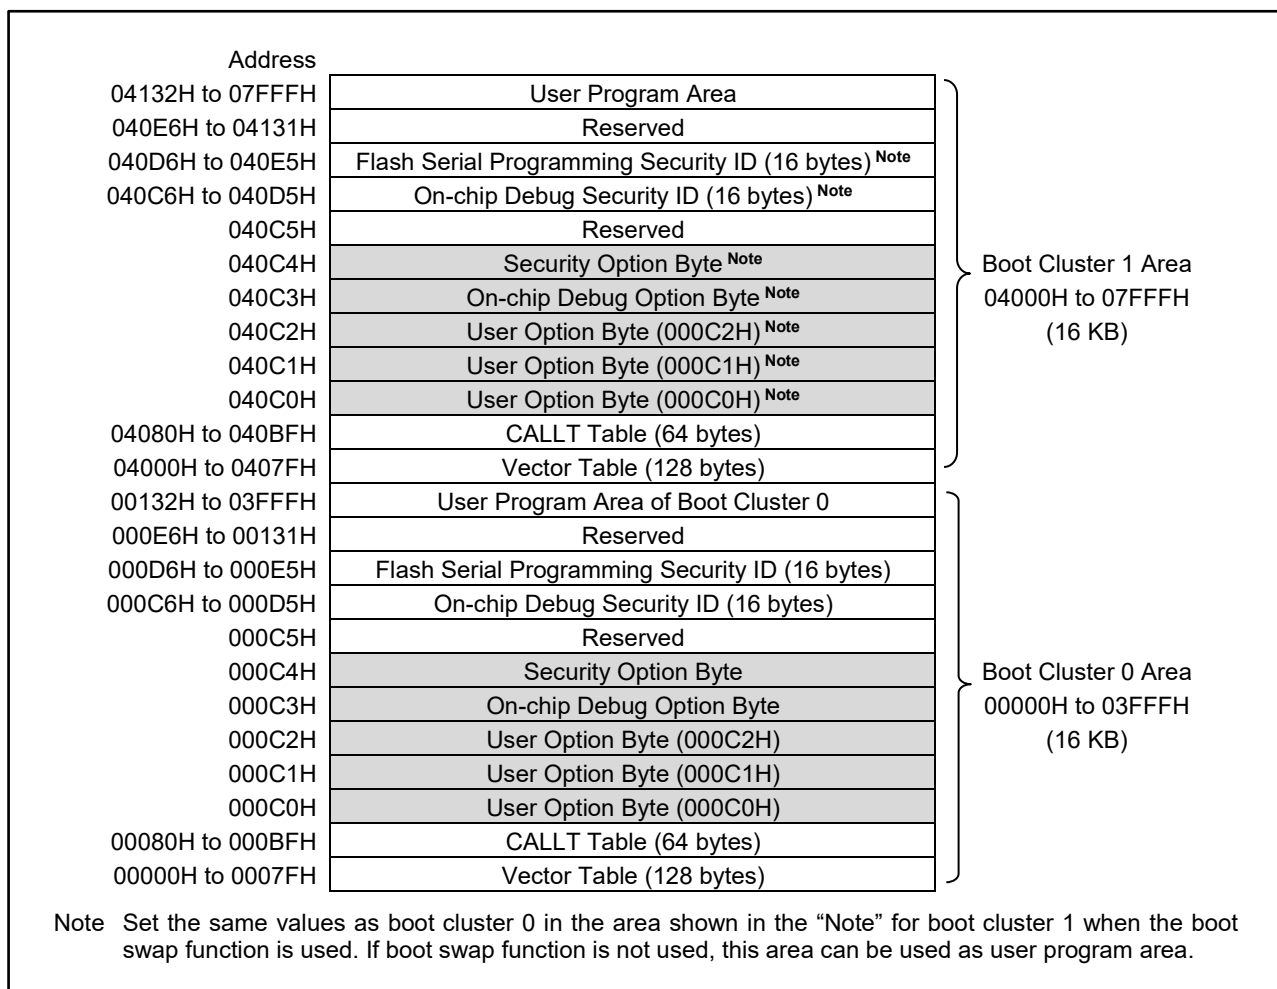 Address
04132H to 07FFFH User Program Area
040E6H to 04131H Reserved
040D6H to 040E5H Flash Serial Programming Security ID (16 bytes) Note
040C6H to 040D5H On-chip Debug Security ID (16 bytes) Note
040C5H Reserved
040C4H Security Option Byte Note
040C3H On-chip Debug Option Byte Note
040C2H User Option Byte (000C2H) Note
040C1H User Option Byte (000C1H) Note
040C0H User Option Byte (000C0H) Note
04080H to 040BFH CALLT Table (64 bytes)
04000H to 0407FH Vector Table (128 bytes)
Boot Cluster 1 Area
04000H to 07FFFH
(16 KB)
00132H to 03FFFH User Program Area of Boot Cluster 0
000E6H to 00131H Reserved
000D6H to 000E5H Flash Serial Programming Security ID (16 bytes)
000C6H to 000D5H On-chip Debug Security ID (16 bytes)
000C5H Reserved
000C4H Security Option Byte
000C3H On-chip Debug Option Byte
000C2H User Option Byte (000C2H)
000C1H User Option Byte (000C1H)
000C0H User Option Byte (000C0H)
00080H to 000BFH CALLT Table (64 bytes)
00000H to 0007FH Vector Table (128 bytes)
Boot Cluster 0 Area
00000H to 03FFFH
(16 KB)
Note Set the same values as boot cluster 0 in the area shown in the “Note” for boot cluster 1 when the boot
swap function is used. If boot swap function is not used, this area can be used as user program area.